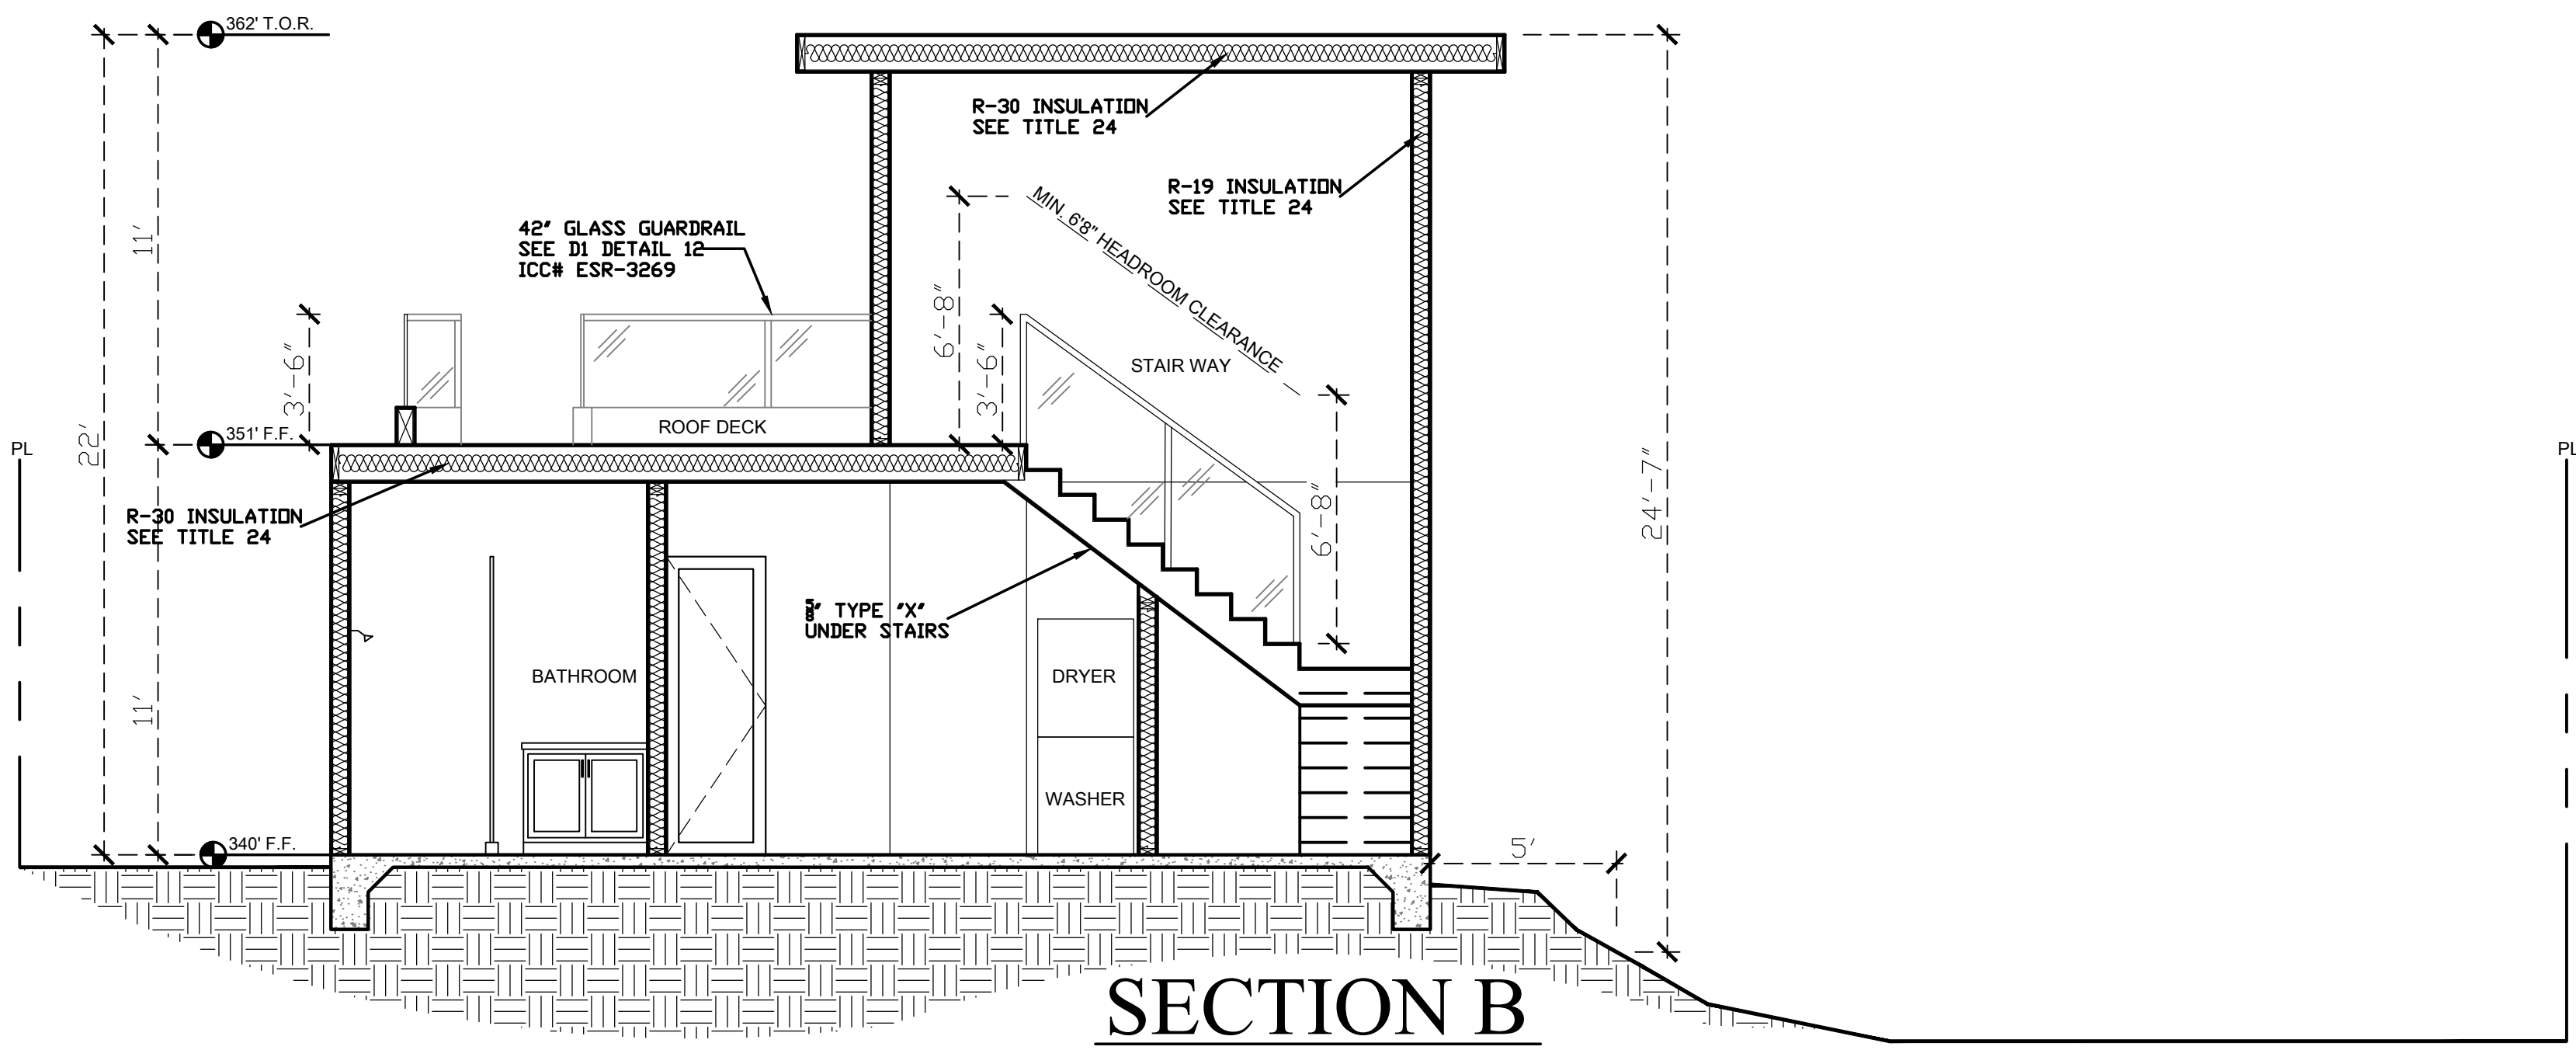 362' T.O.R.
R-30 INSULATION
SEE TITLE 24
R-19 INSULATION
SEE TITLE 24
MIN. 6'8" HEADROOM CLEARANCE
42" GLASS GUARDRAIL
SEE D1 DETAIL 12
ICC# ESR-3269
11'
6'-8"
3'-6"
3'-6"
STAIR WAY
ROOF DECK
351' F.F.
22'
PL
PL
24'-7"
6'-8"
R-30 INSULATION
SEE TITLE 24
5/8" TYPE "X"
UNDER STAIRS
11'
BATHROOM
DRYER
WASHER
340' F.F.
5'
SECTION B